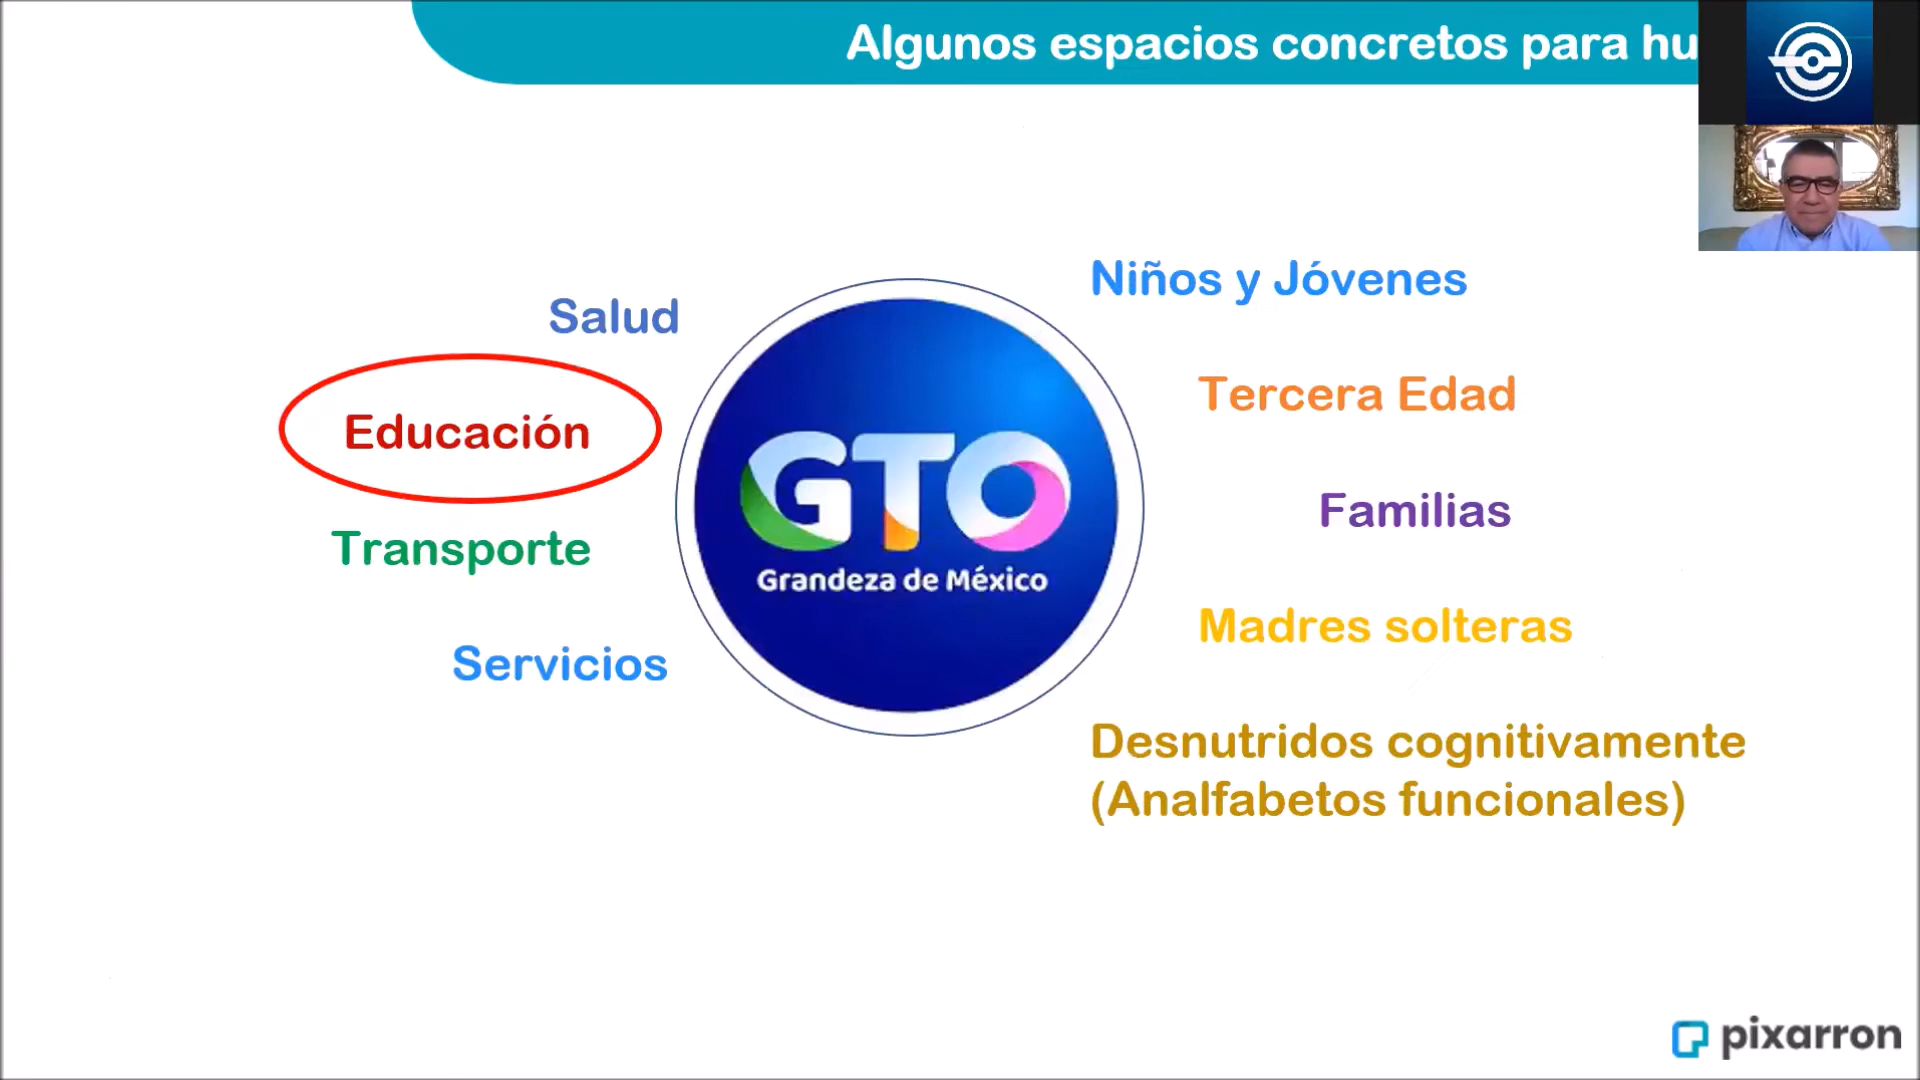 Algunos espacios concretos para
Salud
Educación
Transporte
Servicios
GTO
Grandeza de México
Niños y Jóvenes
Tercera Edad
Familias
Madres solteras
Desnutridos cognitivamente
(Analfabetos funcionales)
pixarron